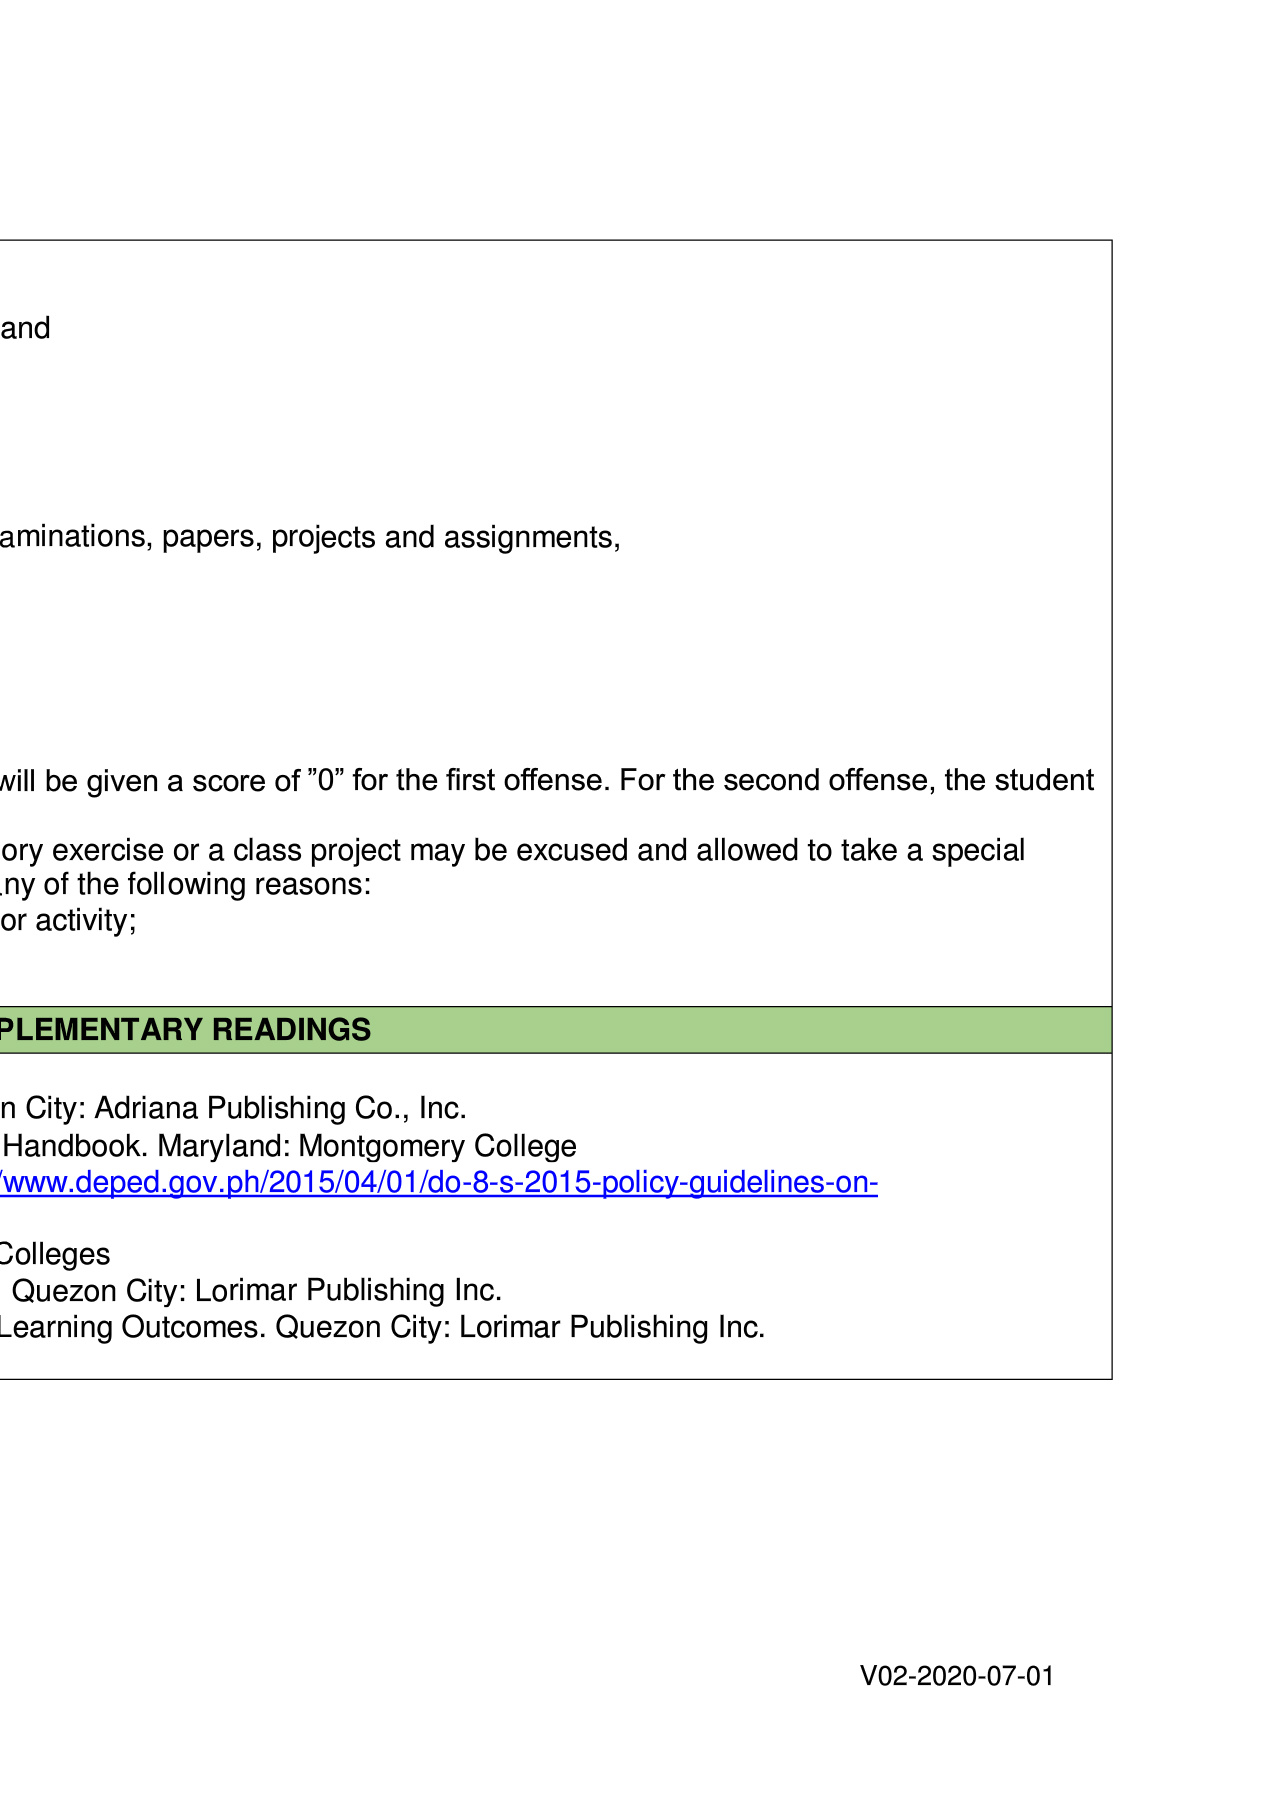 and
aminations, papers, projects and assignments,
will be given a score of ”0” for the first offense. For the second offense, the student
ory exercise or a class project may be excused and allowed to take a special
ny of the following reasons:
or activity;
PLEMENTARY READINGS
n City: Adriana Publishing Co., Inc.
Handbook. Maryland: Montgomery College
/www.deped.gov.ph/2015/04/01/do-8-s-2015-policy-guidelines-on-
Colleges
. Quezon City: Lorimar Publishing Inc.
Learning Outcomes. Quezon City: Lorimar Publishing Inc.
V02-2020-07-01